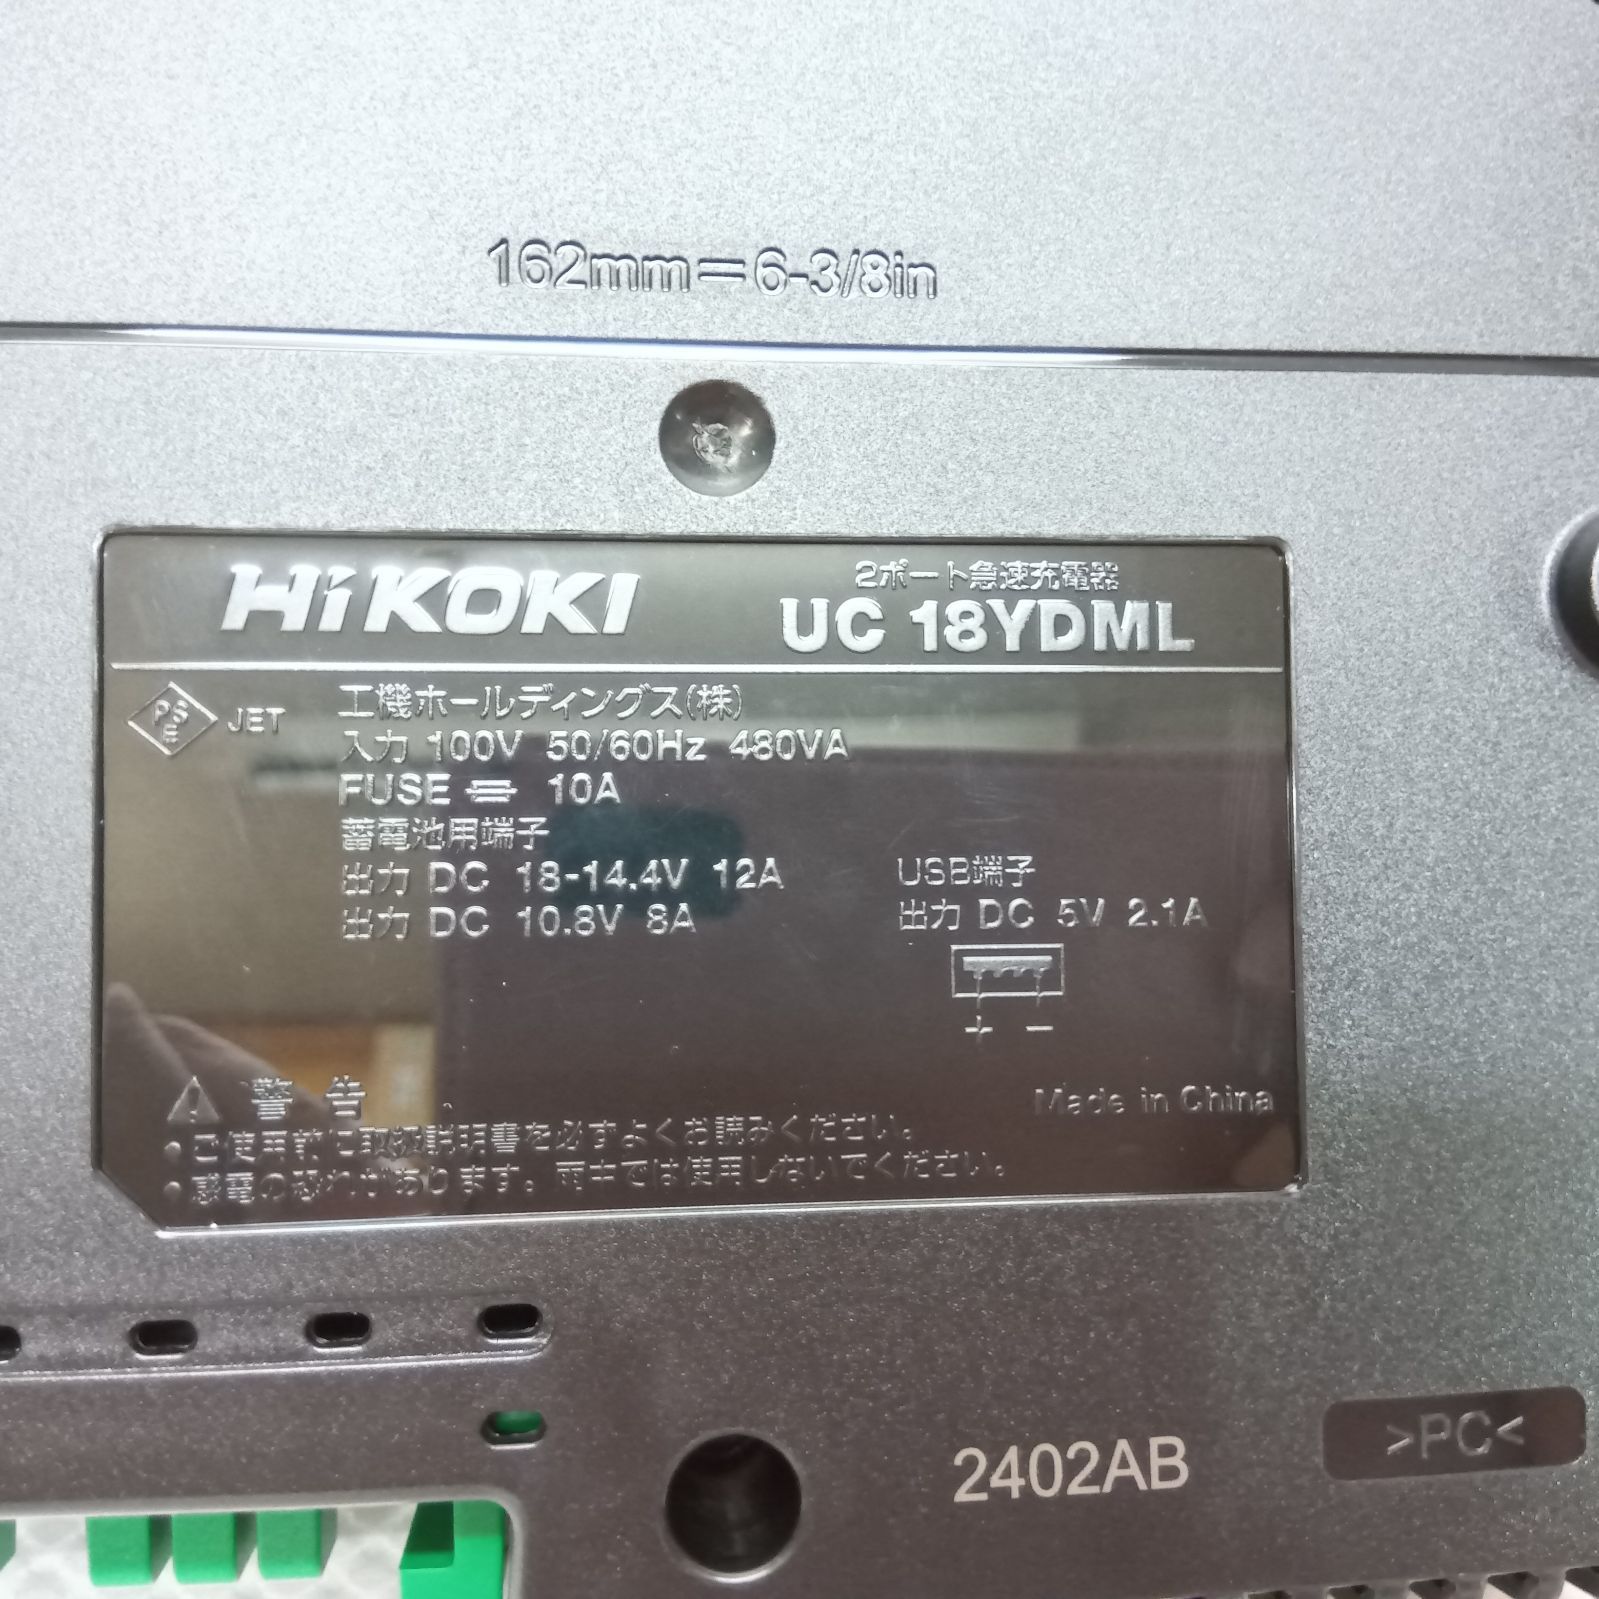 162mm=6-3/8in
HiKOKI
2ポート急速充電器
UC 18YDML
PSE JET
工機ホールディングス(株)
入力 100V 50/60Hz 480VA
FUSE 10A
蓄電池用端子
出力 DC 18-14.4V 12A
出力 DC 10.8V 8A
USB端子
出力 DC 5V 2.1A
+ −
Made in China
警告
・ご使用前に取扱説明書を必ずよくお読みください。
・感電の恐れがあります。雨中では使用しないでください。
2402AB
>PC<